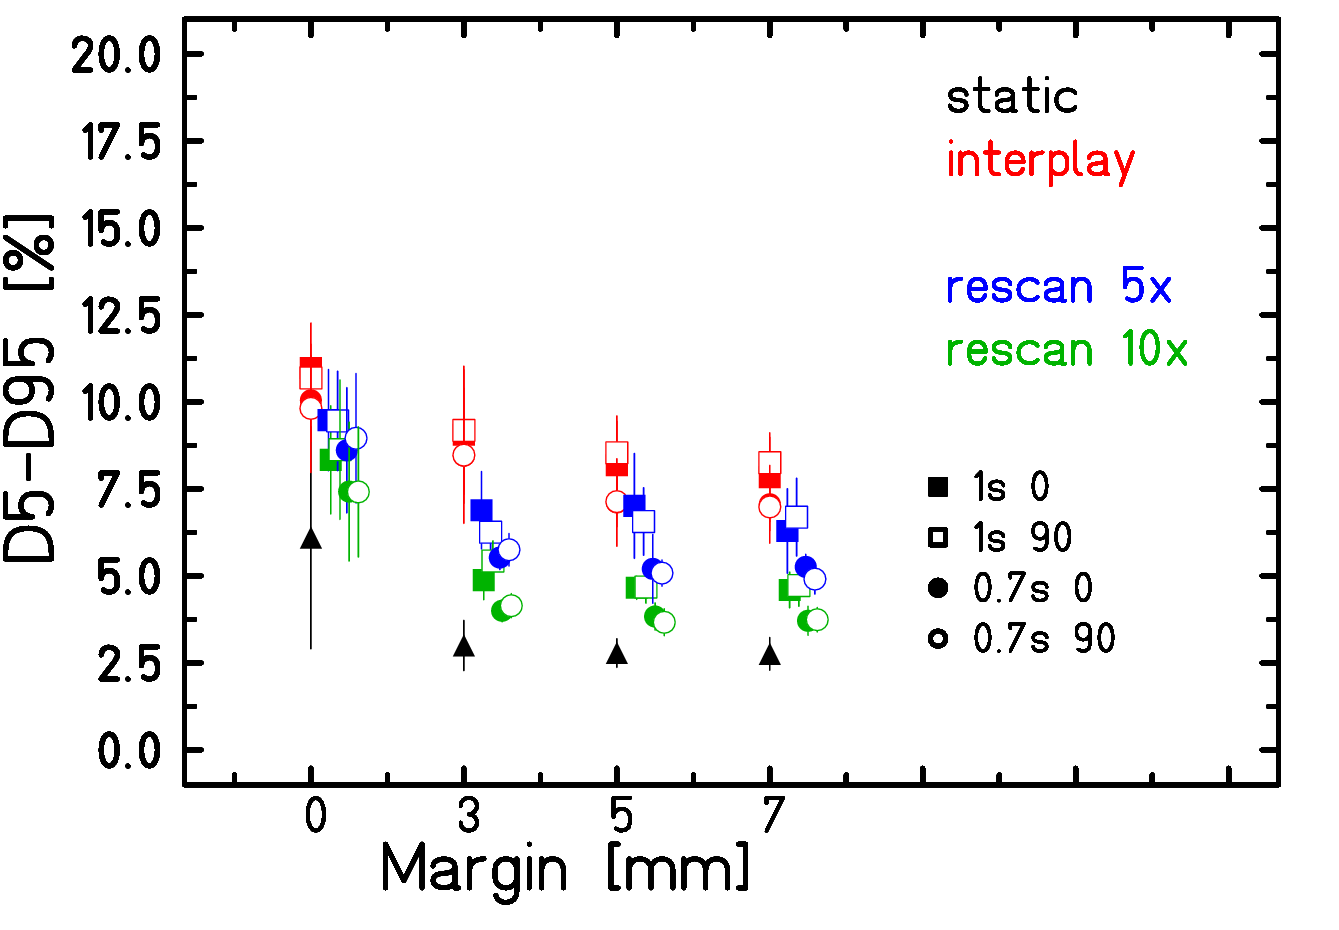 D5-D95 [%]
20.0
17.5
15.0
12.5
10.0
7.5
5.0
2.5
0.0
static
interplay
rescan 5x
rescan 10x
1s 0
1s 90
0.7s 0
0.7s 90
0 3 5 7
Margin [mm]